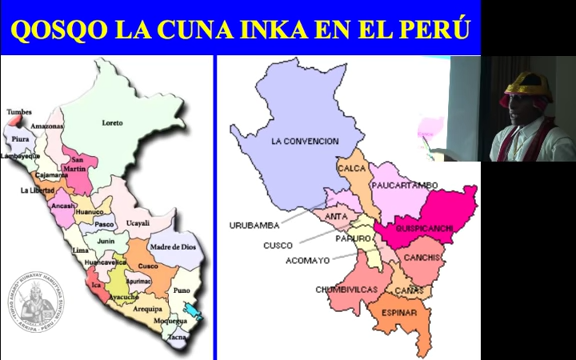 QOSQO LA CUNA INKA EN EL PERÚ
Tumbes
Piura
Amazonas
Loreto
Lambayeque
Cajamarca
San
Martín
La Libertad
Ancash
Huanuco
Pasco
Ucayali
Lima
Junín
Madre de Dios
Huancavelica
Cusco
Ica
Apurimac
Ayacucho
Puno
Arequipa
Moquegua
Tacna
LA CONVENCION
CALCA
PAUCARTAMBO
URUBAMBA
ANTA
QUISPICANCHI
CUSCO
PARURO
ACOMAYO
CANCHIS
CHUMBIVILCAS
CANAS
ESPINAR